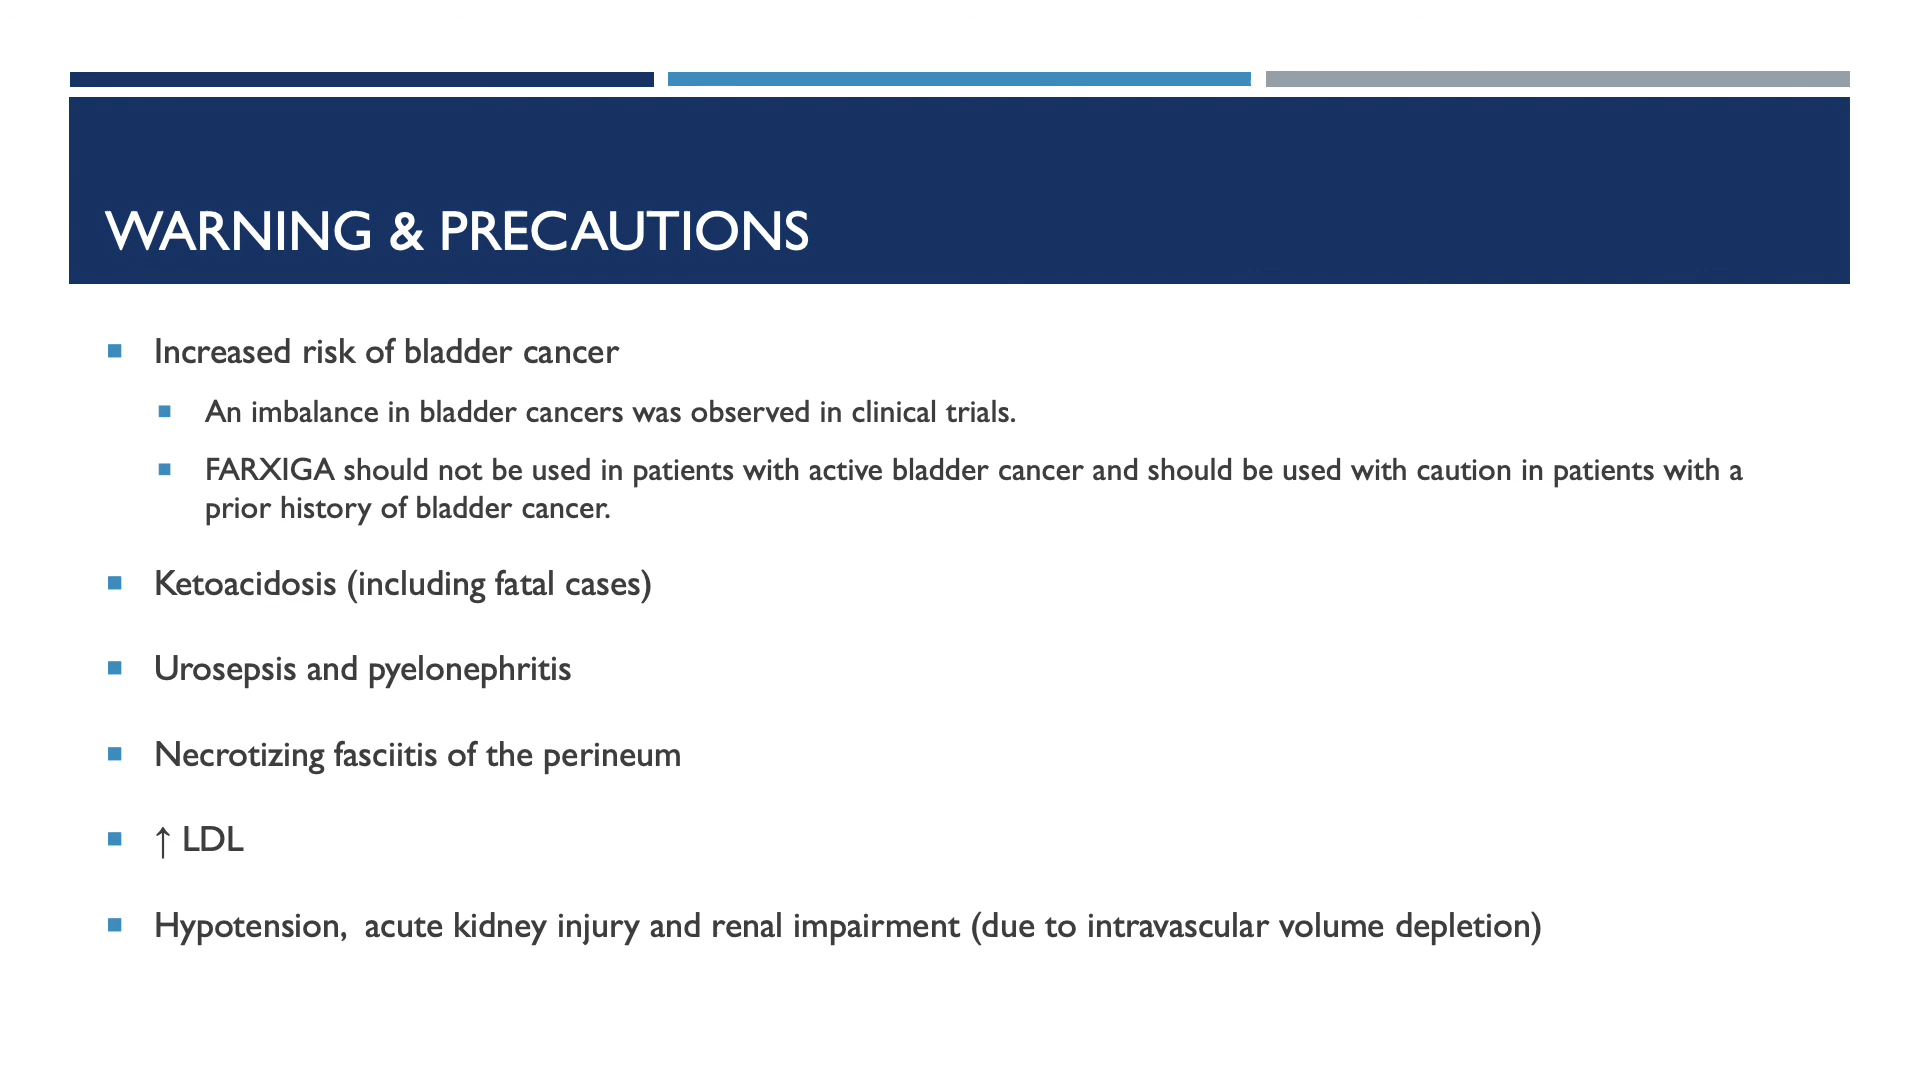 WARNING & PRECAUTIONS
Increased risk of bladder cancer
An imbalance in bladder cancers was observed in clinical trials.
FARXIGA should not be used in patients with active bladder cancer and should be used with caution in patients with a
prior history of bladder cancer.
Ketoacidosis (including fatal cases)
Urosepsis and pyelonephritis
Necrotizing fasciitis of the perineum
↑ LDL
Hypotension,  acute kidney injury and renal impairment (due to intravascular volume depletion)